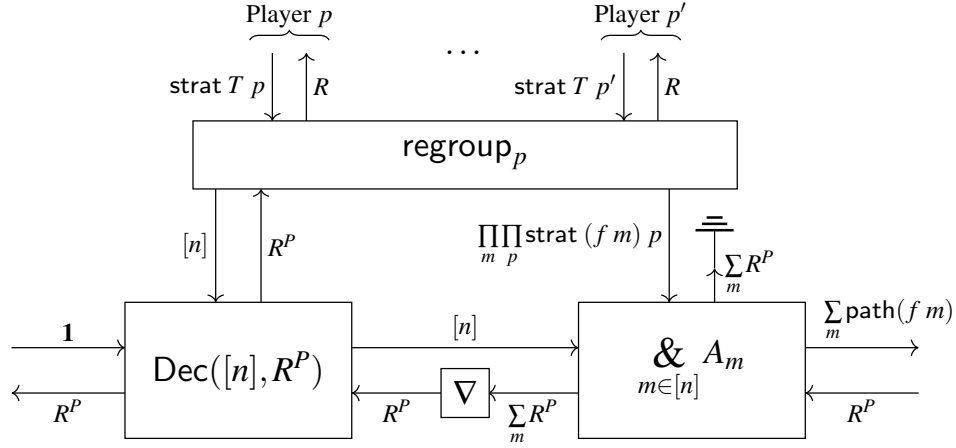 Player p Player p′
...
strat T p R strat T p′ R
regroup_p
[n] R^P ∏_m ∏_p strat (f m) p ∑_m R^P
1 [n] ∑_m path(f m)
Dec([n], R^P) &_{m∈[n]} A_m
R^P R^P ∇ ∑_m R^P R^P